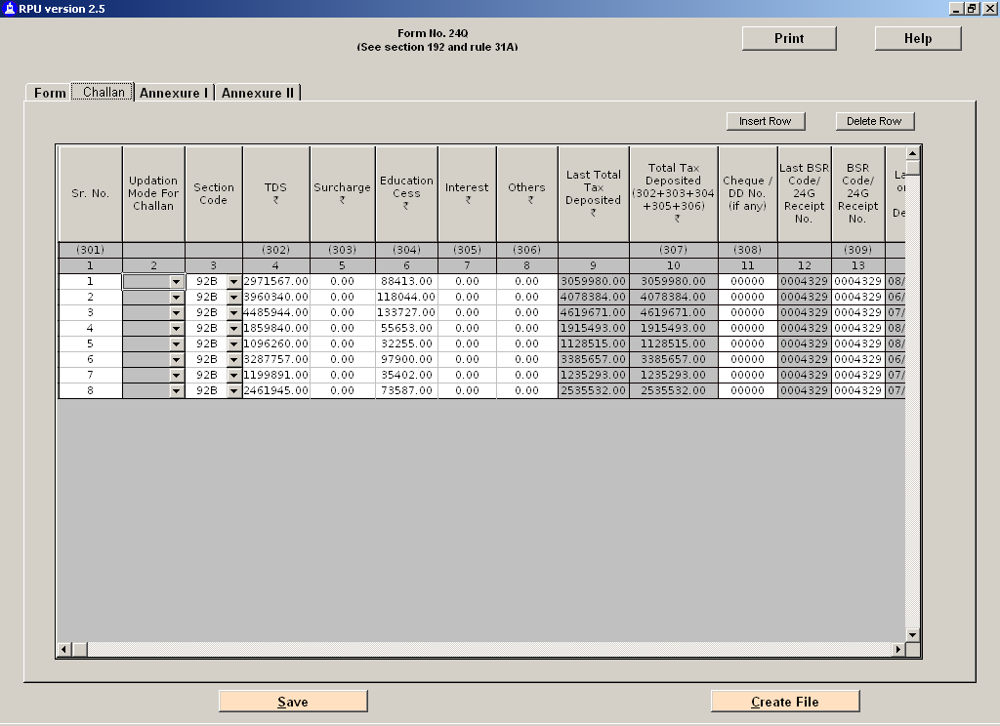 RPU version 2.5
Form No. 24Q
(See section 192 and rule 31A)
Print
Help
Form
Challan
Annexure I
Annexure II
Insert Row
Delete Row
Sr. No.
Updation
Mode For
Challan
Section
Code
TDS
₹
Surcharge
₹
Education
Cess
₹
Interest
₹
Others
₹
Last Total
Tax
Deposited
₹
Total Tax
Deposited
(302+303+304
+305+306)
₹
Cheque /
DD No.
(if any)
Last BSR
Code/
24G
Receipt
No.
BSR
Code/
24G
Receipt
No.
(301) (302) (303) (304) (305) (306) (307) (308) (309)
1 2 3 4 5 6 7 8 9 10 11 12 13
1 92B 2971567.00 0.00 88413.00 0.00 0.00 3059980.00 3059980.00 00000 0004329 0004329 08/
2 92B 3960340.00 0.00 118044.00 0.00 0.00 4078384.00 4078384.00 00000 0004329 0004329 06/
3 92B 4485944.00 0.00 133727.00 0.00 0.00 4619671.00 4619671.00 00000 0004329 0004329 07/
4 92B 1859840.00 0.00 55653.00 0.00 0.00 1915493.00 1915493.00 00000 0004329 0004329 08/
5 92B 1096260.00 0.00 32255.00 0.00 0.00 1128515.00 1128515.00 00000 0004329 0004329 08/
6 92B 3287757.00 0.00 97900.00 0.00 0.00 3385657.00 3385657.00 00000 0004329 0004329 06/
7 92B 1199891.00 0.00 35402.00 0.00 0.00 1235293.00 1235293.00 00000 0004329 0004329 07/
8 92B 2461945.00 0.00 73587.00 0.00 0.00 2535532.00 2535532.00 00000 0004329 0004329 07/
Save
Create File